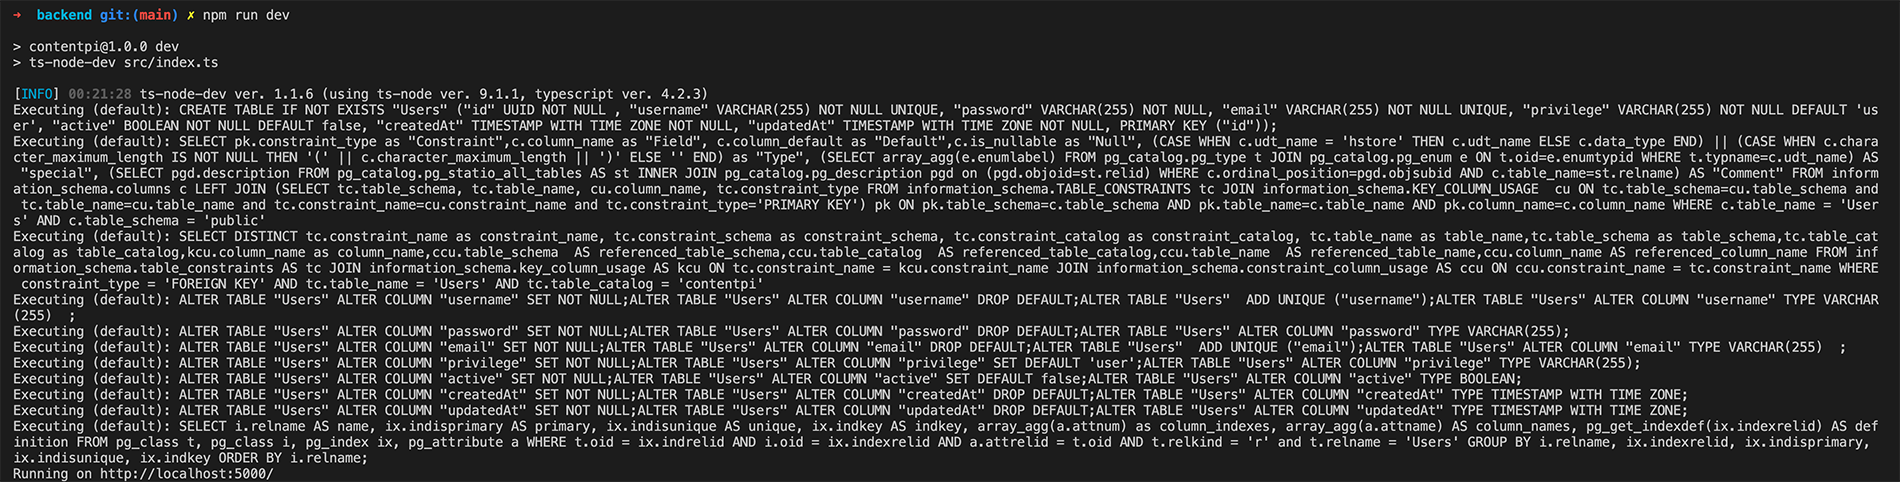 ➜  backend git:(main) ✗ npm run dev
> contentpi@1.0.0 dev
> ts-node-dev src/index.ts
[INFO] 00:21:28 ts-node-dev ver. 1.1.6 (using ts-node ver. 9.1.1, typescript ver. 4.2.3)
Executing (default): CREATE TABLE IF NOT EXISTS "Users" ("id" UUID NOT NULL , "username" VARCHAR(255) NOT NULL UNIQUE, "password" VARCHAR(255) NOT NULL, "email" VARCHAR(255) NOT NULL UNIQUE, "privilege" VARCHAR(255) NOT NULL DEFAULT 'us
er', "active" BOOLEAN NOT NULL DEFAULT false, "createdAt" TIMESTAMP WITH TIME ZONE NOT NULL, "updatedAt" TIMESTAMP WITH TIME ZONE NOT NULL, PRIMARY KEY ("id"));
Executing (default): SELECT pk.constraint_type as "Constraint",c.column_name as "Field", c.column_default as "Default",c.is_nullable as "Null", (CASE WHEN c.udt_name = 'hstore' THEN c.udt_name ELSE c.data_type END) || (CASE WHEN c.chara
cter_maximum_length IS NOT NULL THEN '(' || c.character_maximum_length || ')' ELSE '' END) as "Type", (SELECT array_agg(e.enumlabel) FROM pg_catalog.pg_type t JOIN pg_catalog.pg_enum e ON t.oid=e.enumtypid WHERE t.typname=c.udt_name) AS
 "special", (SELECT pgd.description FROM pg_catalog.pg_statio_all_tables AS st INNER JOIN pg_catalog.pg_description pgd on (pgd.objoid=st.relid) WHERE c.ordinal_position=pgd.objsubid AND c.table_name=st.relname) AS "Comment" FROM inform
ation_schema.columns c LEFT JOIN (SELECT tc.table_schema, tc.table_name, cu.column_name, tc.constraint_type FROM information_schema.TABLE_CONSTRAINTS tc JOIN information_schema.KEY_COLUMN_USAGE  cu ON tc.table_schema=cu.table_schema and
 tc.table_name=cu.table_name and tc.constraint_name=cu.constraint_name and tc.constraint_type='PRIMARY KEY') pk ON pk.table_schema=c.table_schema AND pk.table_name=c.table_name AND pk.column_name=c.column_name WHERE c.table_name = 'User
s' AND c.table_schema = 'public'
Executing (default): SELECT DISTINCT tc.constraint_name as constraint_name, tc.constraint_schema as constraint_schema, tc.constraint_catalog as constraint_catalog, tc.table_name as table_name,tc.table_schema as table_schema,tc.table_cat
alog as table_catalog,kcu.column_name as column_name,ccu.table_schema  AS referenced_table_schema,ccu.table_catalog  AS referenced_table_catalog,ccu.table_name  AS referenced_table_name,ccu.column_name AS referenced_column_name FROM inf
ormation_schema.table_constraints AS tc JOIN information_schema.key_column_usage AS kcu ON tc.constraint_name = kcu.constraint_name JOIN information_schema.constraint_column_usage AS ccu ON ccu.constraint_name = tc.constraint_name WHERE
 constraint_type = 'FOREIGN KEY' AND tc.table_name = 'Users' AND tc.table_catalog = 'contentpi'
Executing (default): ALTER TABLE "Users" ALTER COLUMN "username" SET NOT NULL;ALTER TABLE "Users" ALTER COLUMN "username" DROP DEFAULT;ALTER TABLE "Users"  ADD UNIQUE ("username");ALTER TABLE "Users" ALTER COLUMN "username" TYPE VARCHAR
(255)  ;
Executing (default): ALTER TABLE "Users" ALTER COLUMN "password" SET NOT NULL;ALTER TABLE "Users" ALTER COLUMN "password" DROP DEFAULT;ALTER TABLE "Users" ALTER COLUMN "password" TYPE VARCHAR(255);
Executing (default): ALTER TABLE "Users" ALTER COLUMN "email" SET NOT NULL;ALTER TABLE "Users" ALTER COLUMN "email" DROP DEFAULT;ALTER TABLE "Users"  ADD UNIQUE ("email");ALTER TABLE "Users" ALTER COLUMN "email" TYPE VARCHAR(255)  ;
Executing (default): ALTER TABLE "Users" ALTER COLUMN "privilege" SET NOT NULL;ALTER TABLE "Users" ALTER COLUMN "privilege" SET DEFAULT 'user';ALTER TABLE "Users" ALTER COLUMN "privilege" TYPE VARCHAR(255);
Executing (default): ALTER TABLE "Users" ALTER COLUMN "active" SET NOT NULL;ALTER TABLE "Users" ALTER COLUMN "active" SET DEFAULT false;ALTER TABLE "Users" ALTER COLUMN "active" TYPE BOOLEAN;
Executing (default): ALTER TABLE "Users" ALTER COLUMN "createdAt" SET NOT NULL;ALTER TABLE "Users" ALTER COLUMN "createdAt" DROP DEFAULT;ALTER TABLE "Users" ALTER COLUMN "createdAt" TYPE TIMESTAMP WITH TIME ZONE;
Executing (default): ALTER TABLE "Users" ALTER COLUMN "updatedAt" SET NOT NULL;ALTER TABLE "Users" ALTER COLUMN "updatedAt" DROP DEFAULT;ALTER TABLE "Users" ALTER COLUMN "updatedAt" TYPE TIMESTAMP WITH TIME ZONE;
Executing (default): SELECT i.relname AS name, ix.indisprimary AS primary, ix.indisunique AS unique, ix.indkey AS indkey, array_agg(a.attnum) as column_indexes, array_agg(a.attname) AS column_names, pg_get_indexdef(ix.indexrelid) AS def
inition FROM pg_class t, pg_class i, pg_index ix, pg_attribute a WHERE t.oid = ix.indrelid AND i.oid = ix.indexrelid AND a.attrelid = t.oid AND t.relkind = 'r' and t.relname = 'Users' GROUP BY i.relname, ix.indexrelid, ix.indisprimary,
ix.indisunique, ix.indkey ORDER BY i.relname;
Running on http://localhost:5000/